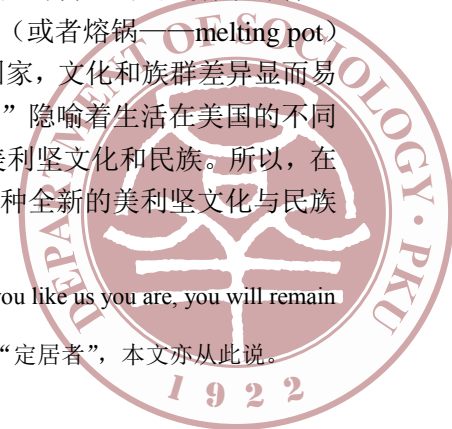 （或者熔锅——melting pot）
国家，文化和族群差异显而易
”隐喻着生活在美国的不同
美利坚文化和民族。所以，在
种全新的美利坚文化与民族
you like us you are, you will remain
“定居者”，本文亦从此说。
DEPARTMENT OF SOCIOLOGY · PKU
1922